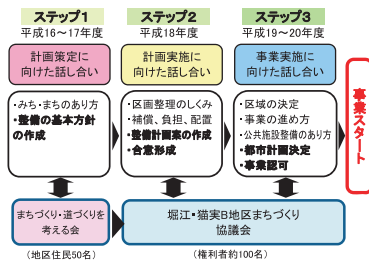 ステップ1
平成16～17年度
計画策定に
向けた話し合い
・みち・まちのあり方
・整備の基本方針
の作成
まちづくり・道づくりを
考える会
（地区住民50名）
ステップ2
平成18年度
計画実施に
向けた話し合い
・区画整理のしくみ
・補償、負担、配置
・整備計画案の作成
・合意形成
ステップ3
平成19～20年度
事業実施に
向けた話し合い
・区域の決定
・事業の進め方
・公共施設整備のあり方
・都市計画決定
・事業認可
堀江・猫実B地区まちづくり
協議会
（権利者約100名）
事業スタート